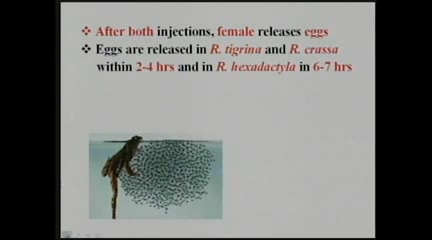 ❖ After both injections, female releases eggs
❖ Eggs are released in R. tigrina and R. crassa
within 2-4 hrs and in R. hexadactyla in 6-7 hrs